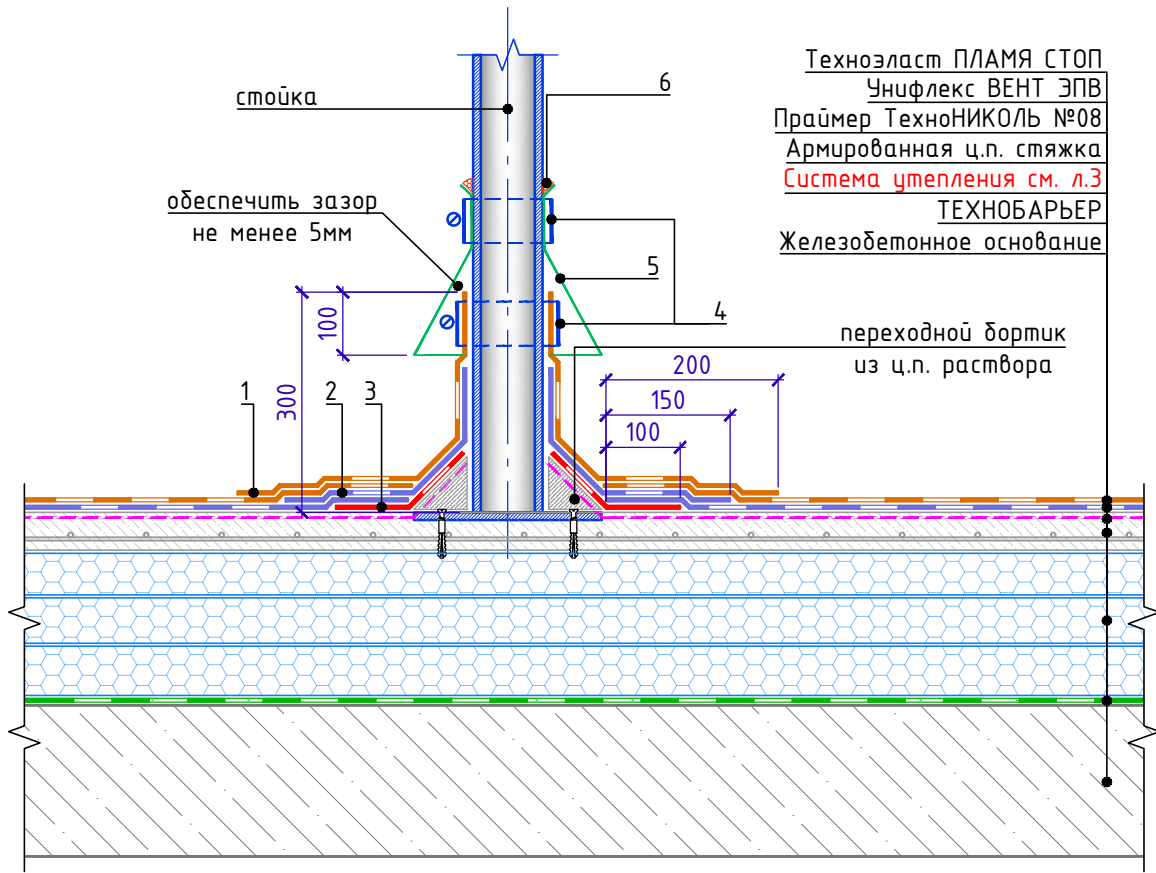 Техноэласт ПЛАМЯ СТОП
Унифлекс ВЕНТ ЭПВ
Праймер ТехноНИКОЛЬ №08
Армированная ц.п. стяжка
Система утепления см. л.3
ТЕХНОБАРЬЕР
Железобетонное основание
стойка
6
обеспечить зазор
не менее 5мм
5
4
переходной бортик
из ц.п. раствора
100
300
200
150
100
1
2
3